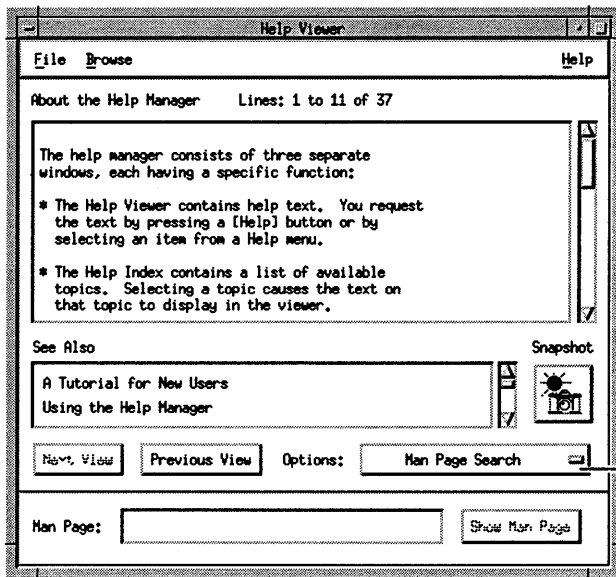 Help Viewer
File Browse Help
About the Help Manager Lines: 1 to 11 of 37
The help manager consists of three separate
windows, each having a specific function:
* The Help Viewer contains help text. You request
the text by pressing a [Help] button or by
selecting an item from a Help menu.
* The Help Index contains a list of available
topics. Selecting a topic causes the text on
that topic to display in the viewer.
See Also Snapshot
A Tutorial for New Users
Using the Help Manager
Next View Previous View Options: Man Page Search
Man Page: Show Man Page